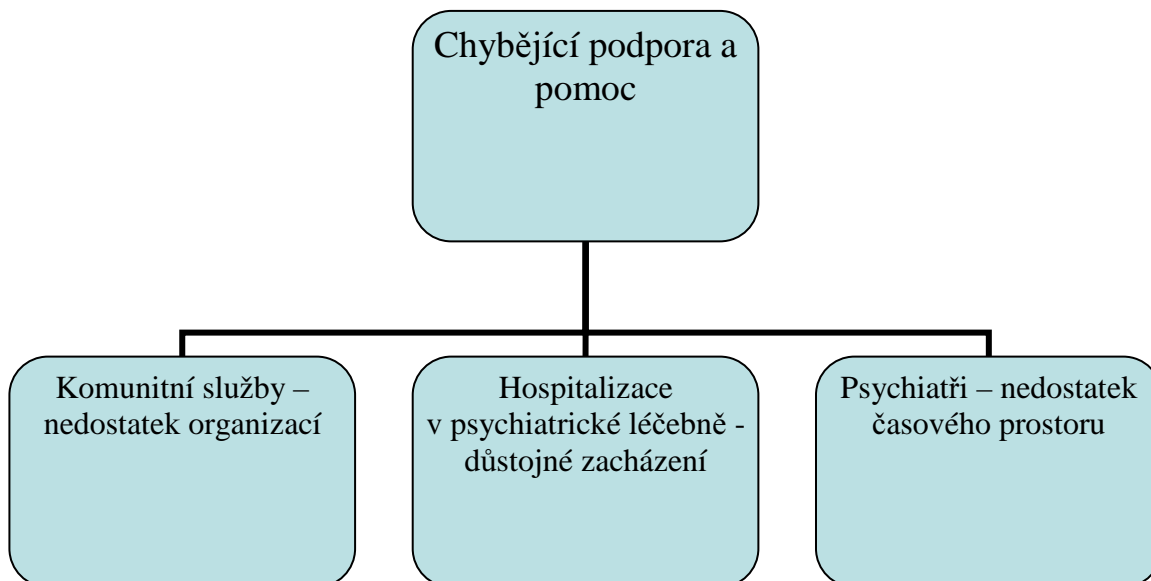 Chybějící podpora a
pomoc
Komunitní služby –
nedostatek organizací
Hospitalizace
v psychiatrické léčebně -
důstojné zacházení
Psychiatři – nedostatek
časového prostoru